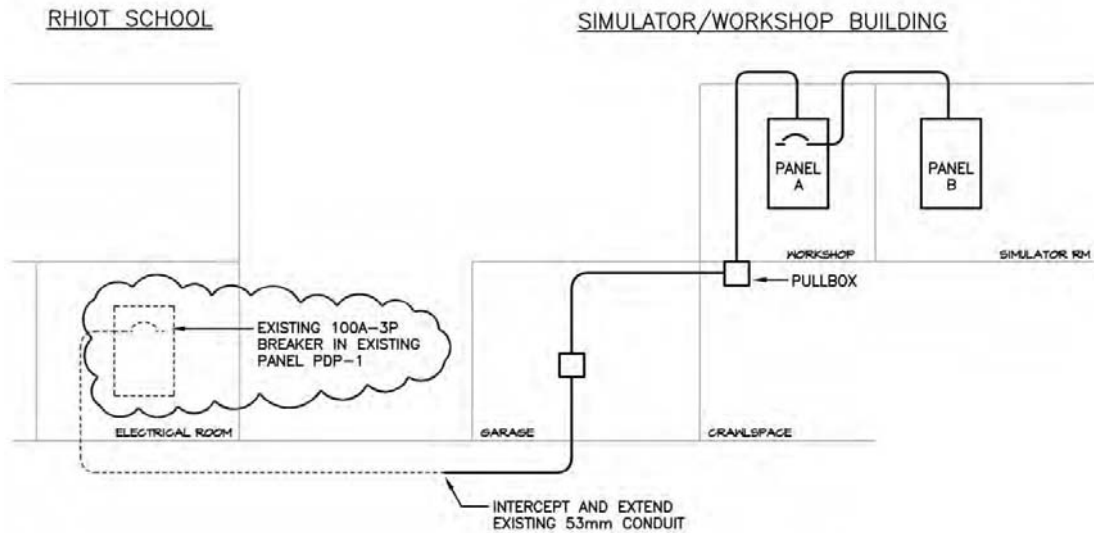 RHIOT SCHOOL
SIMULATOR/WORKSHOP BUILDING
PANEL
A
PANEL
B
WORKSHOP
SIMULATOR RM
PULLBOX
EXISTING 100A-3P
BREAKER IN EXISTING
PANEL PDP-1
ELECTRICAL ROOM
GARAGE
CRAWLSPACE
INTERCEPT AND EXTEND
EXISTING 53mm CONDUIT